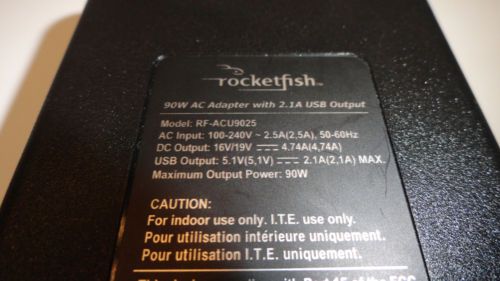 rocketfish
90W AC Adapter with 2.1A USB Output
Model: RF-ACU9025
AC Input: 100-240V ~ 2.5A(2,5A), 50-60Hz
DC Output: 16V/19V ⎓ 4.74A(4,74A)
USB Output: 5.1V(5,1V) ⎓ 2.1A(2,1A) MAX.
Maximum Output Power: 90W
CAUTION:
For indoor use only. I.T.E. use only.
Pour utilisation intérieure uniquement.
Pour utilisation I.T.E. uniquement.